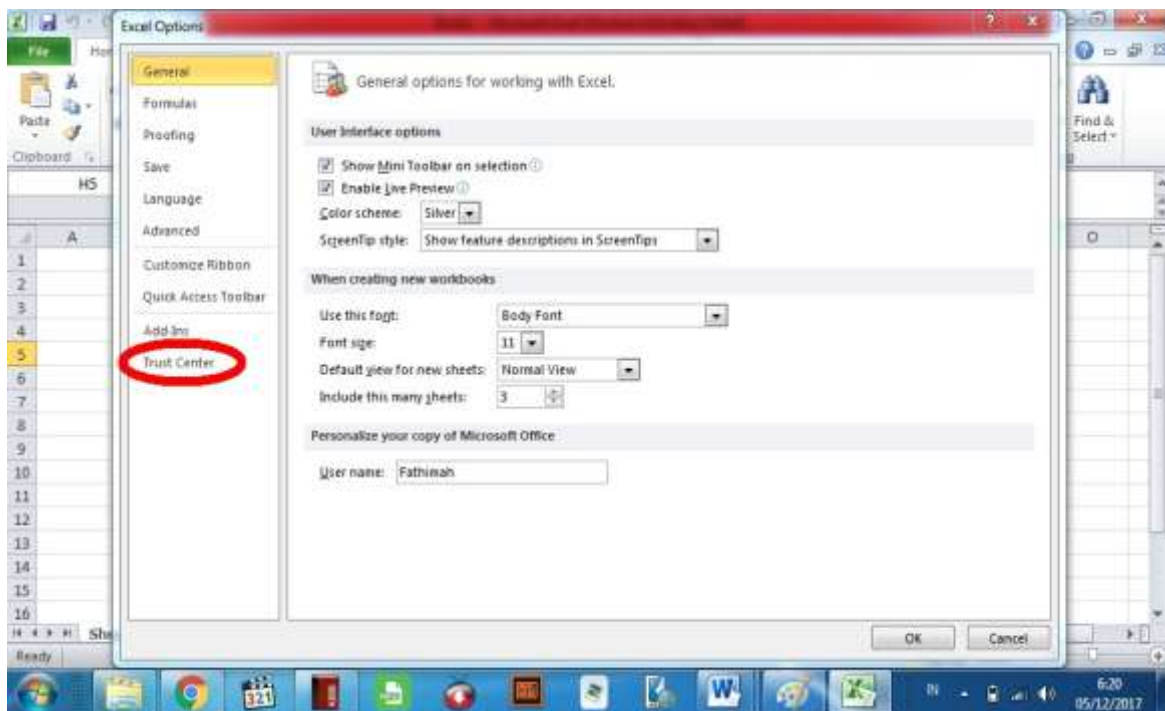 Excel Options
File
General
General options for working with Excel.
Formulas
Paste
Proofing
User Interface options
Find &
Select
Clipboard
Save
Show Mini Toolbar on selection
Enable Live Preview
H5
Language
Color scheme: Silver
A
Advanced
ScreenTip style: Show feature descriptions in ScreenTips
O
Customize Ribbon
When creating new workbooks
Quick Access Toolbar
Use this font: Body Font
Add-Ins
Font size: 11
Trust Center
Default view for new sheets: Normal View
Include this many sheets: 3
Personalize your copy of Microsoft Office
User name: Fathimah
1
2
3
4
5
6
7
8
9
10
11
12
13
14
15
16
OK
Cancel
Ready
321
IN
6:20
05/12/2017